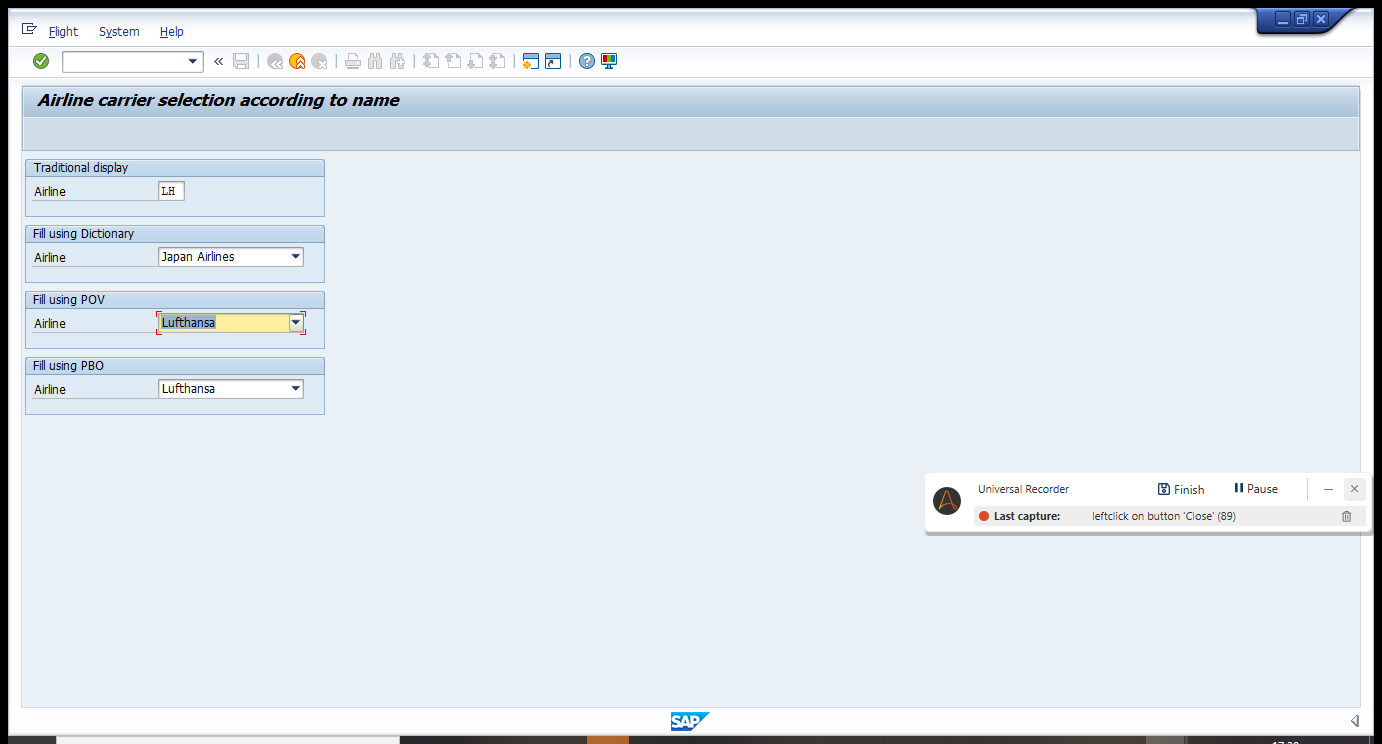 Flight System Help
Airline carrier selection according to name
Traditional display
Airline LH
Fill using Dictionary
Airline Japan Airlines
Fill using POV
Airline Lufthansa
Fill using PBO
Airline Lufthansa
Universal Recorder Finish Pause
Last capture: leftclick on button 'Close' (89)
SAP